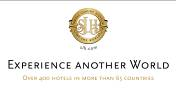 SLH
slh.com
EXPERIENCE ANOTHER WORLD
OVER 400 HOTELS IN MORE THAN 65 COUNTRIES